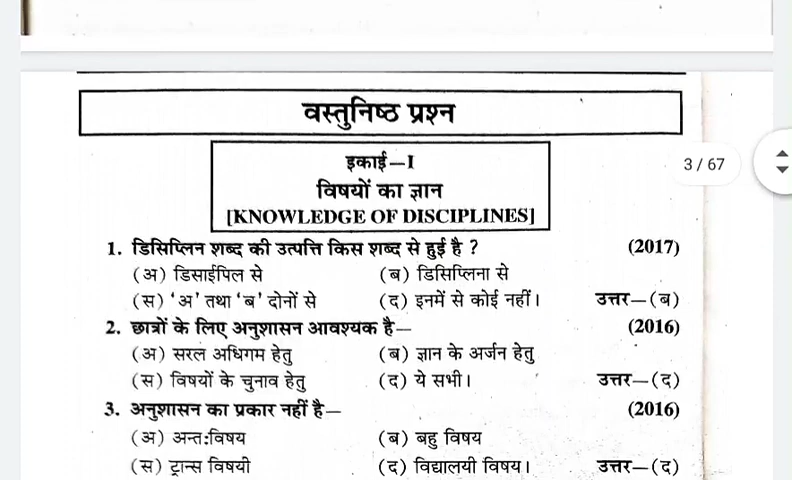 वस्तुनिष्ठ प्रश्न
इकाई—I
3 / 67
विषयों का ज्ञान
[KNOWLEDGE OF DISCIPLINES]
1. डिसिप्लिन शब्द की उत्पत्ति किस शब्द से हुई है ? (2017)
(अ) डिसाईपिल से (ब) डिसिप्लिना से
(स) ‘अ’ तथा ‘ब’ दोनों से (द) इनमें से कोई नहीं। उत्तर—(ब)
2. छात्रों के लिए अनुशासन आवश्यक है— (2016)
(अ) सरल अधिगम हेतु (ब) ज्ञान के अर्जन हेतु
(स) विषयों के चुनाव हेतु (द) ये सभी। उत्तर—(द)
3. अनुशासन का प्रकार नहीं है— (2016)
(अ) अन्त:विषय (ब) बहु विषय
(स) ट्रान्स विषयी (द) विद्यालयी विषय। उत्तर—(द)